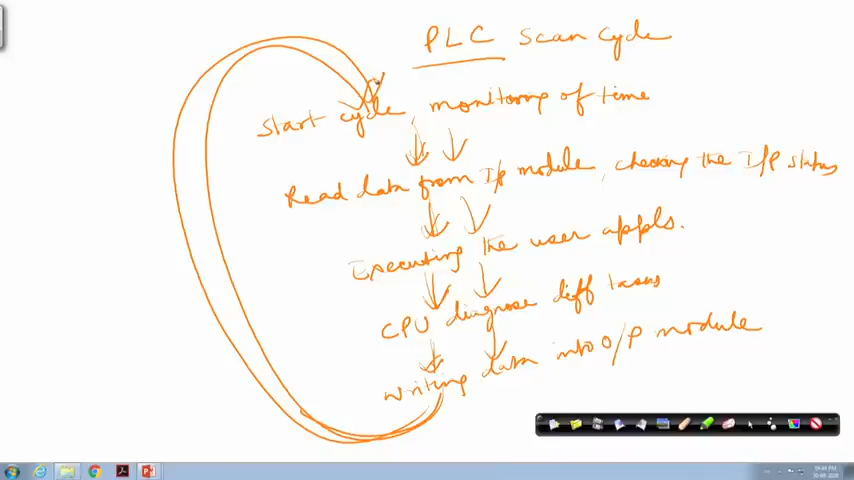 PLC Scan Cycle
Start cycle, monitoring of time
Read data from I/p module, checking the I/P status
Executing the user appls.
CPU diagnose diff
Writing data into O/P module